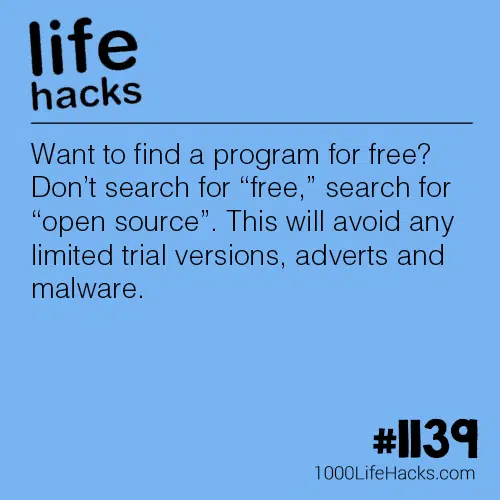 life
hacks
Want to find a program for free?
Don’t search for “free,” search for
“open source”. This will avoid any
limited trial versions, adverts and
malware.
#1139
1000LifeHacks.com